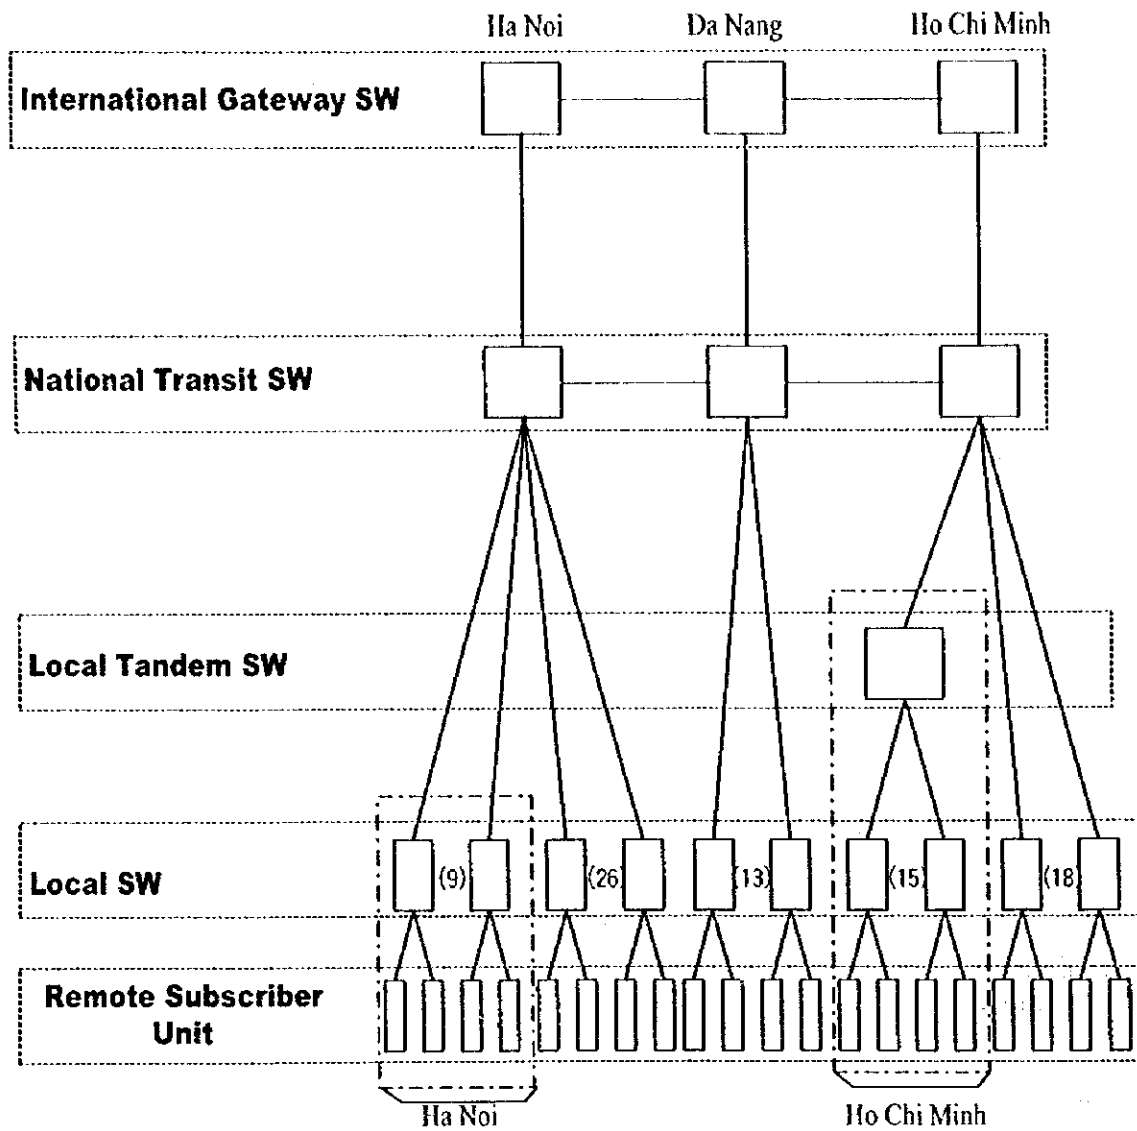 Ha Noi Da Nang Ho Chi Minh
International Gateway SW
National Transit SW
Local Tandem SW
Local SW (9) (26) (13) (15) (18)
Remote Subscriber
Unit
Ha Noi Ho Chi Minh